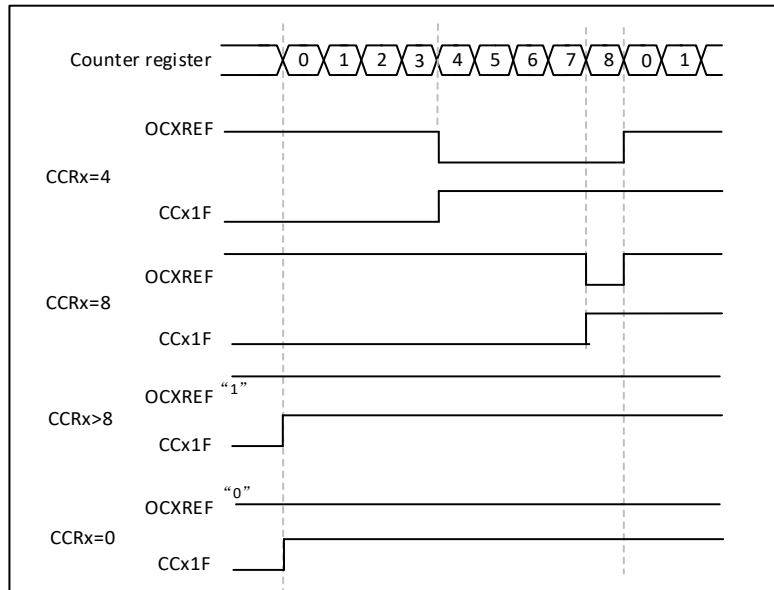 Counter register 0 1 2 3 4 5 6 7 8 0 1
OCXREF
CCRx=4
CCx1F
OCXREF
CCRx=8
CCx1F
OCXREF “1”
CCRx>8
CCx1F
OCXREF “0”
CCRx=0
CCx1F